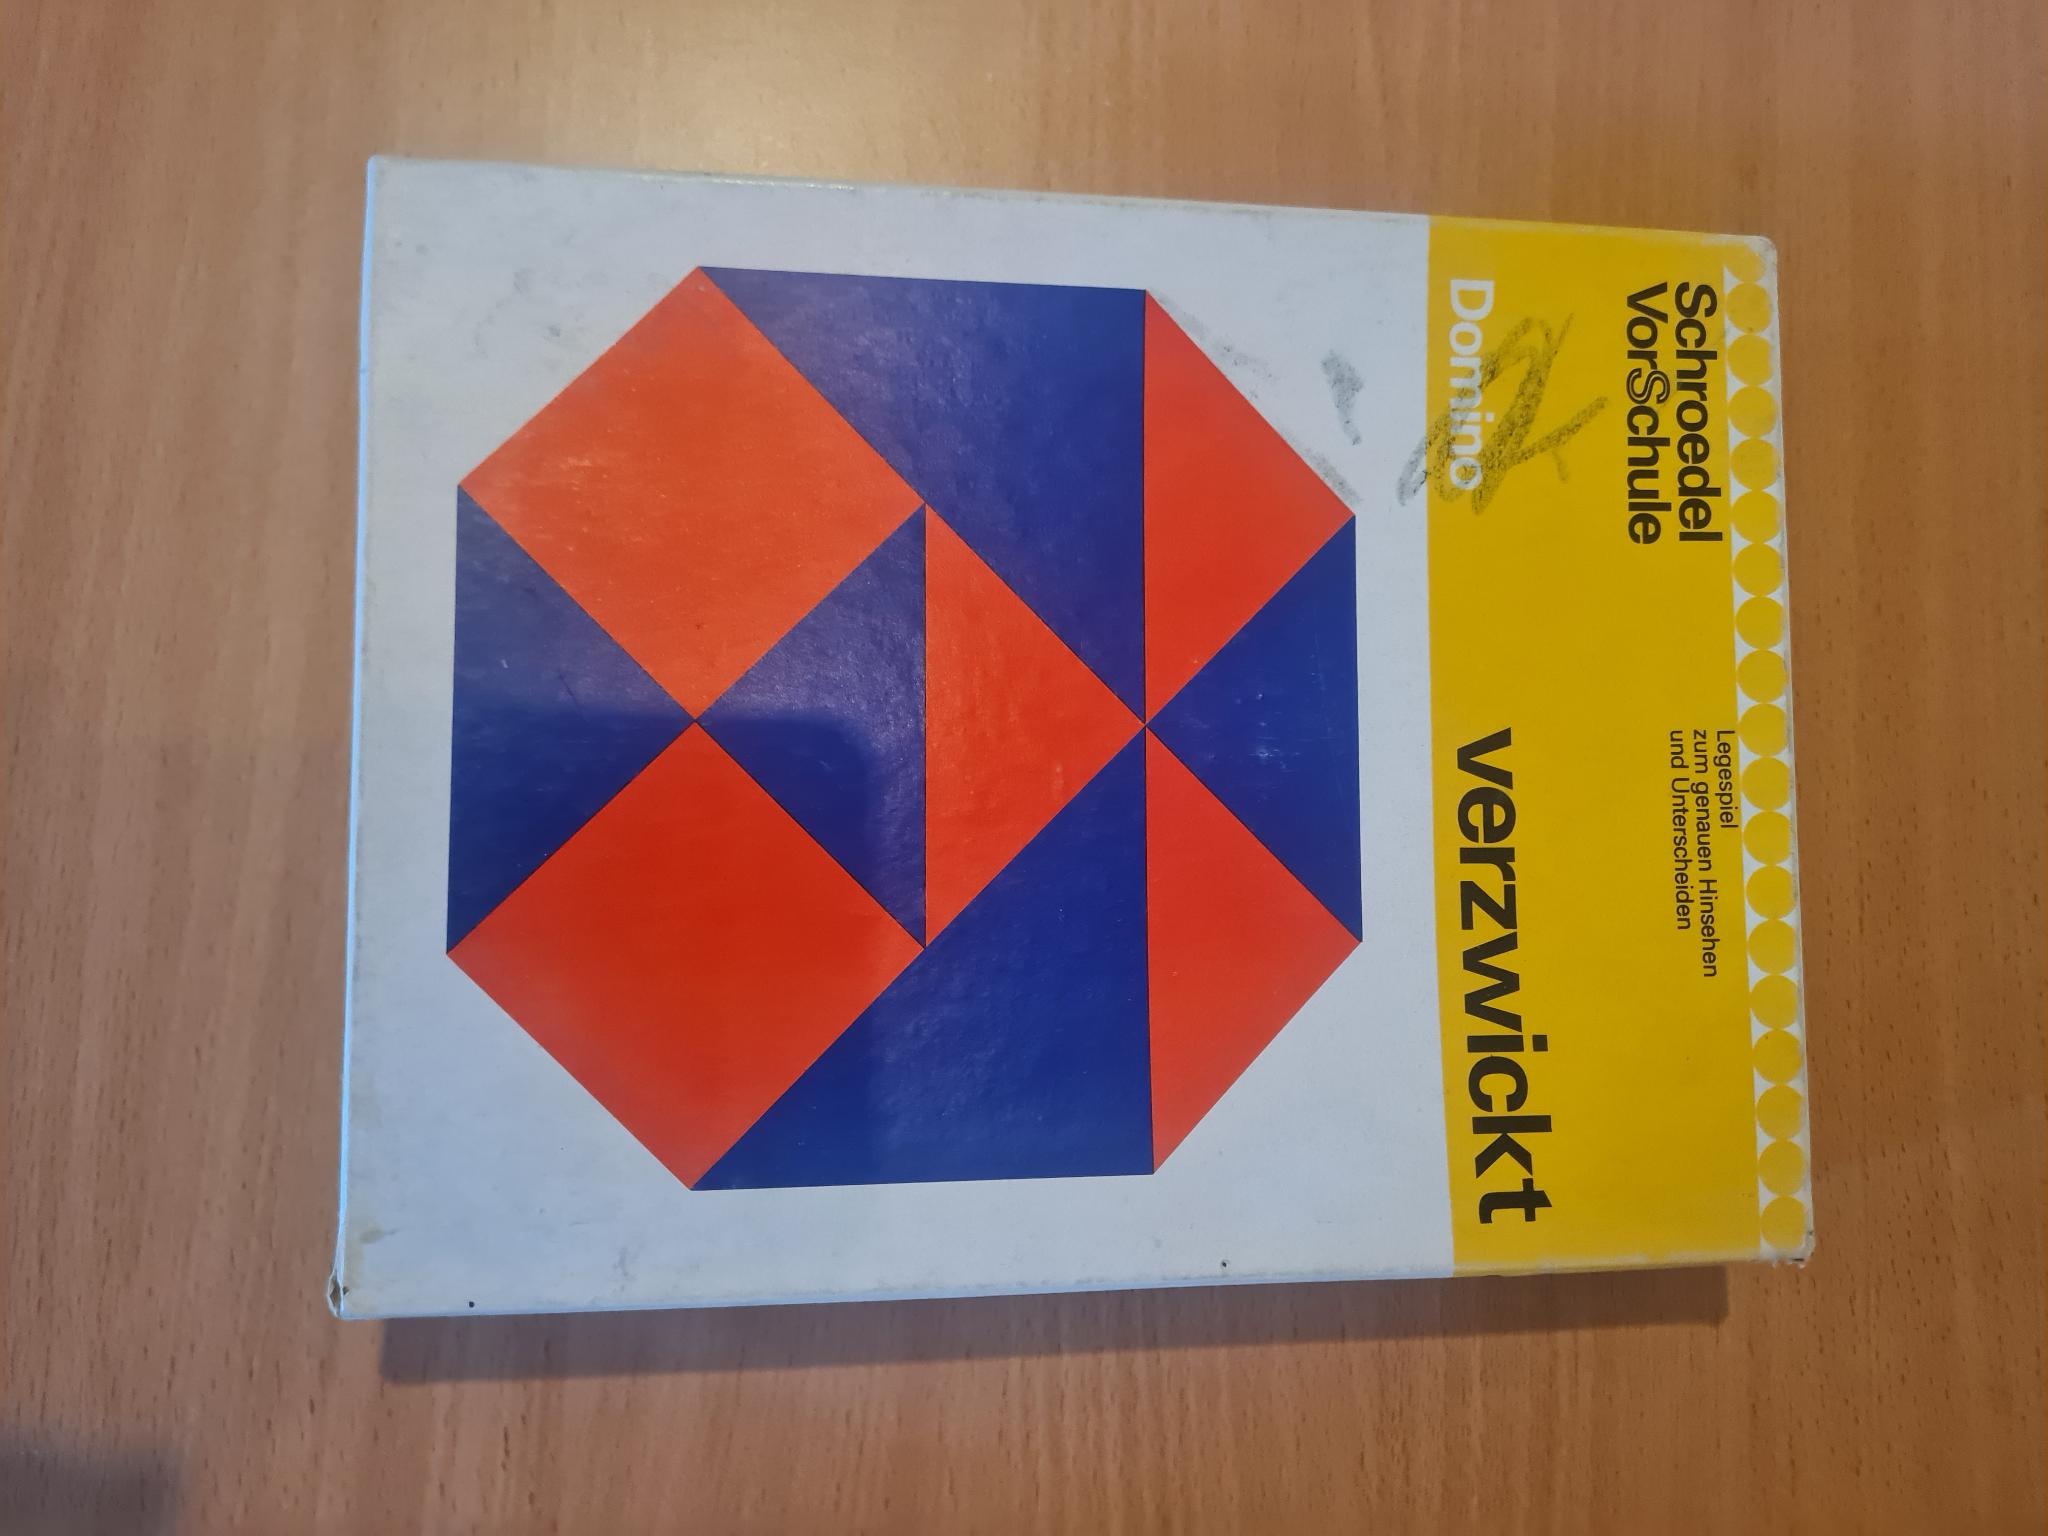 Schroedel
VorSchule
Legespiel
zum genauen Hinsehen
und Unterscheiden
Domino
verzwickt